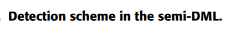 Detection scheme in the semi-DML.